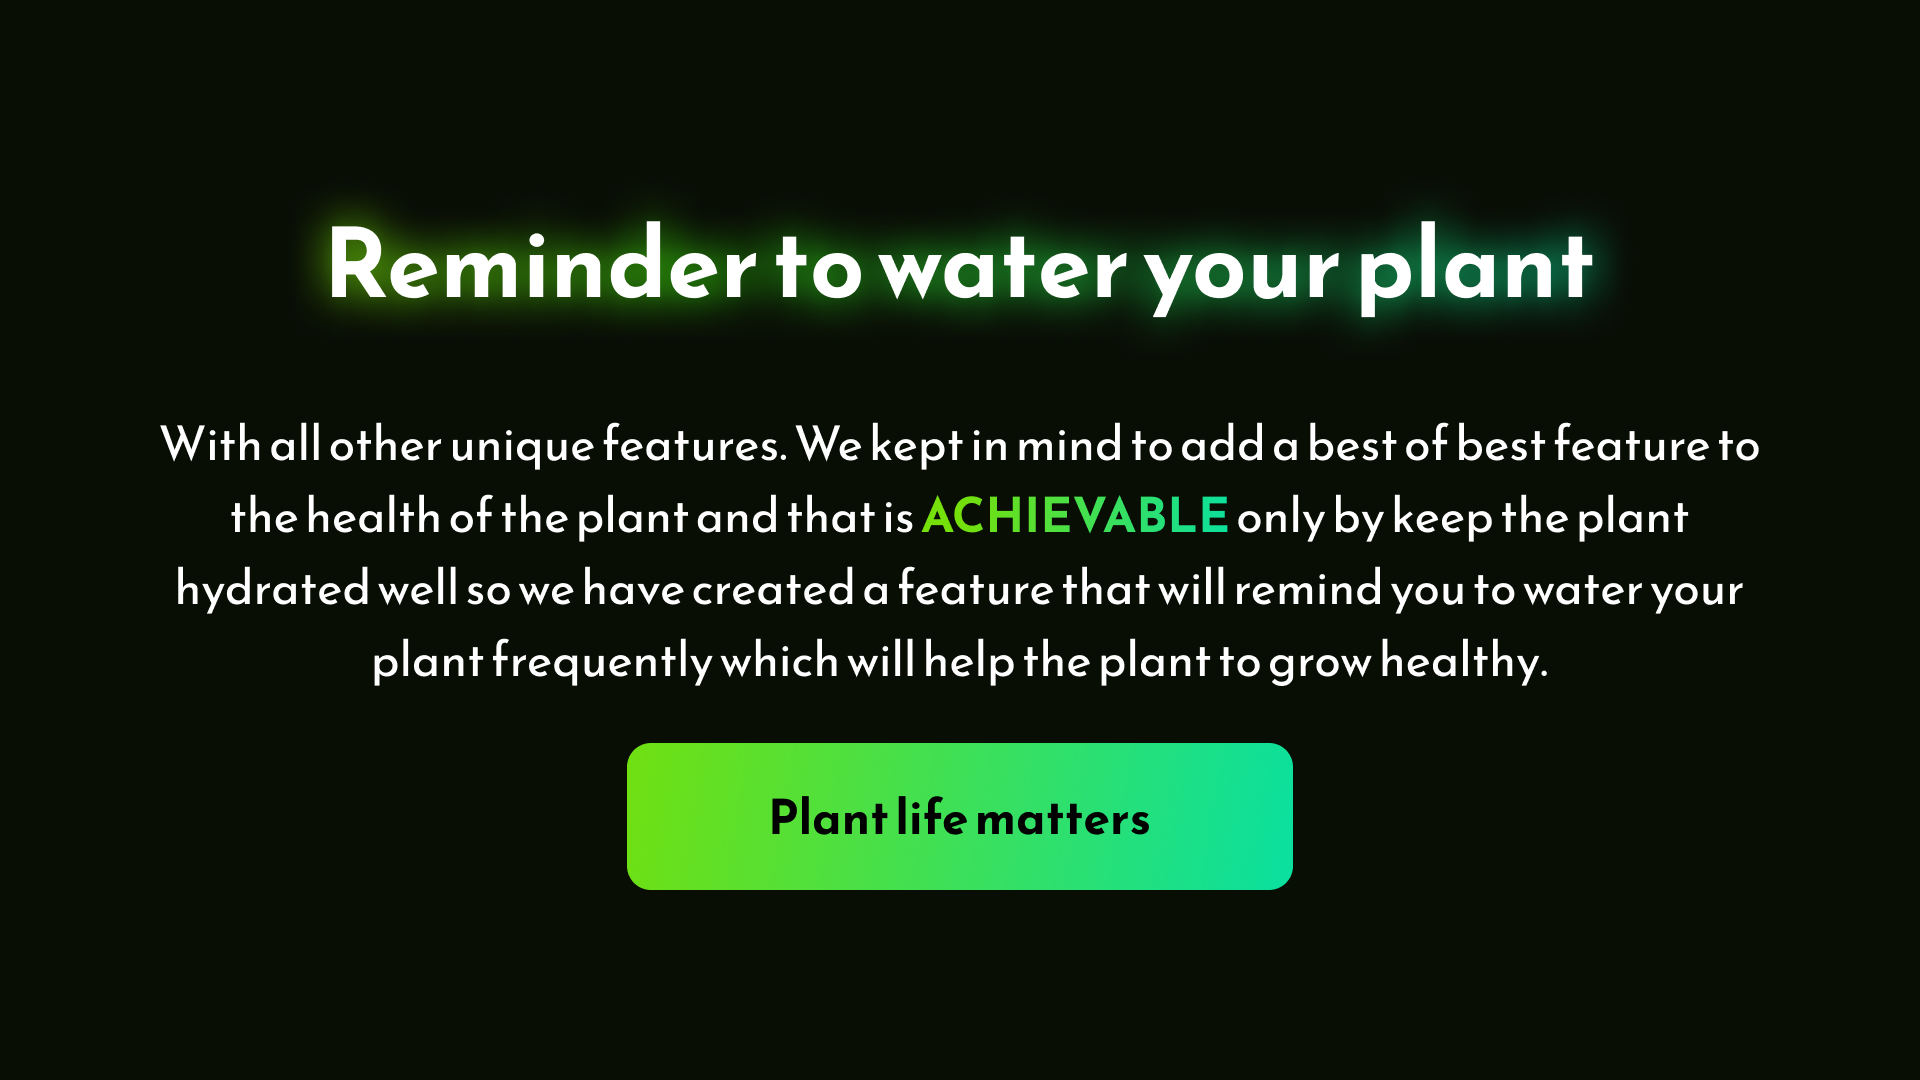 Reminder to water your plant
With all other unique features. We kept in mind to add a best of best feature to
the health of the plant and that is ACHIEVABLE only by keep the plant
hydrated well so we have created a feature that will remind you to water your
plant frequently which will help the plant to grow healthy.
Plant life matters